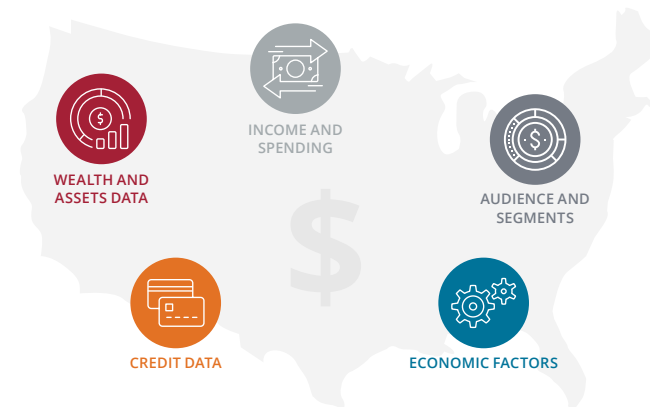 INCOME AND
SPENDING
WEALTH AND
ASSETS DATA
AUDIENCE AND
SEGMENTS
$
CREDIT DATA
ECONOMIC FACTORS